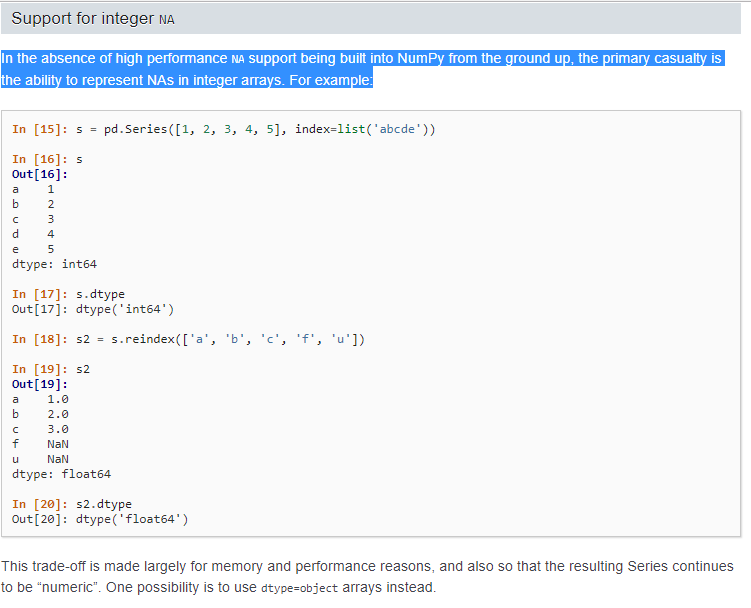 Support for integer NA
In the absence of high performance NA support being built into NumPy from the ground up, the primary casualty is
the ability to represent NAs in integer arrays. For example:
In [15]: s = pd.Series([1, 2, 3, 4, 5], index=list('abcde'))
In [16]: s
Out[16]:
a    1
b    2
c    3
d    4
e    5
dtype: int64
In [17]: s.dtype
Out[17]: dtype('int64')
In [18]: s2 = s.reindex(['a', 'b', 'c', 'f', 'u'])
In [19]: s2
Out[19]:
a    1.0
b    2.0
c    3.0
f    NaN
u    NaN
dtype: float64
In [20]: s2.dtype
Out[20]: dtype('float64')
This trade-off is made largely for memory and performance reasons, and also so that the resulting Series continues
to be “numeric”. One possibility is to use dtype=object arrays instead.